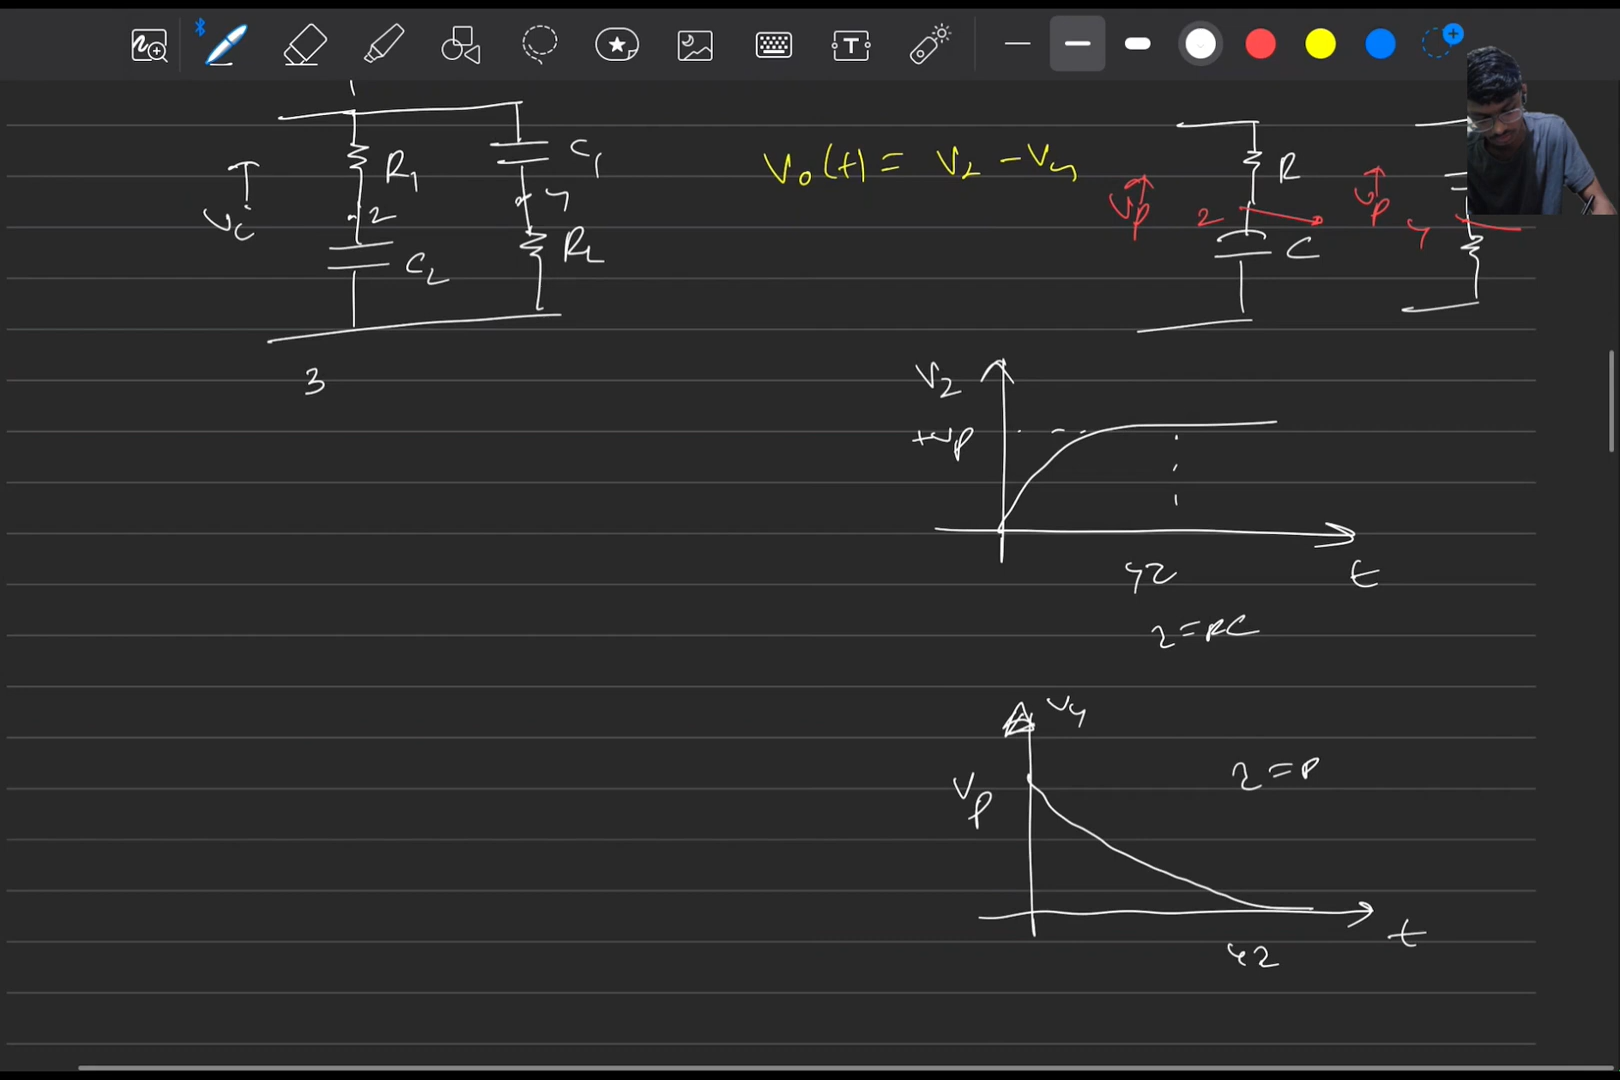 1
R1
C1
Vc
2
4
C2
R2
3
V0(t) = V2 - V4
R
Vp
2
C
Vp
4
V2
+Vp
4τ
t
τ = RC
V4
Vp
τ = R
t
4τ
T